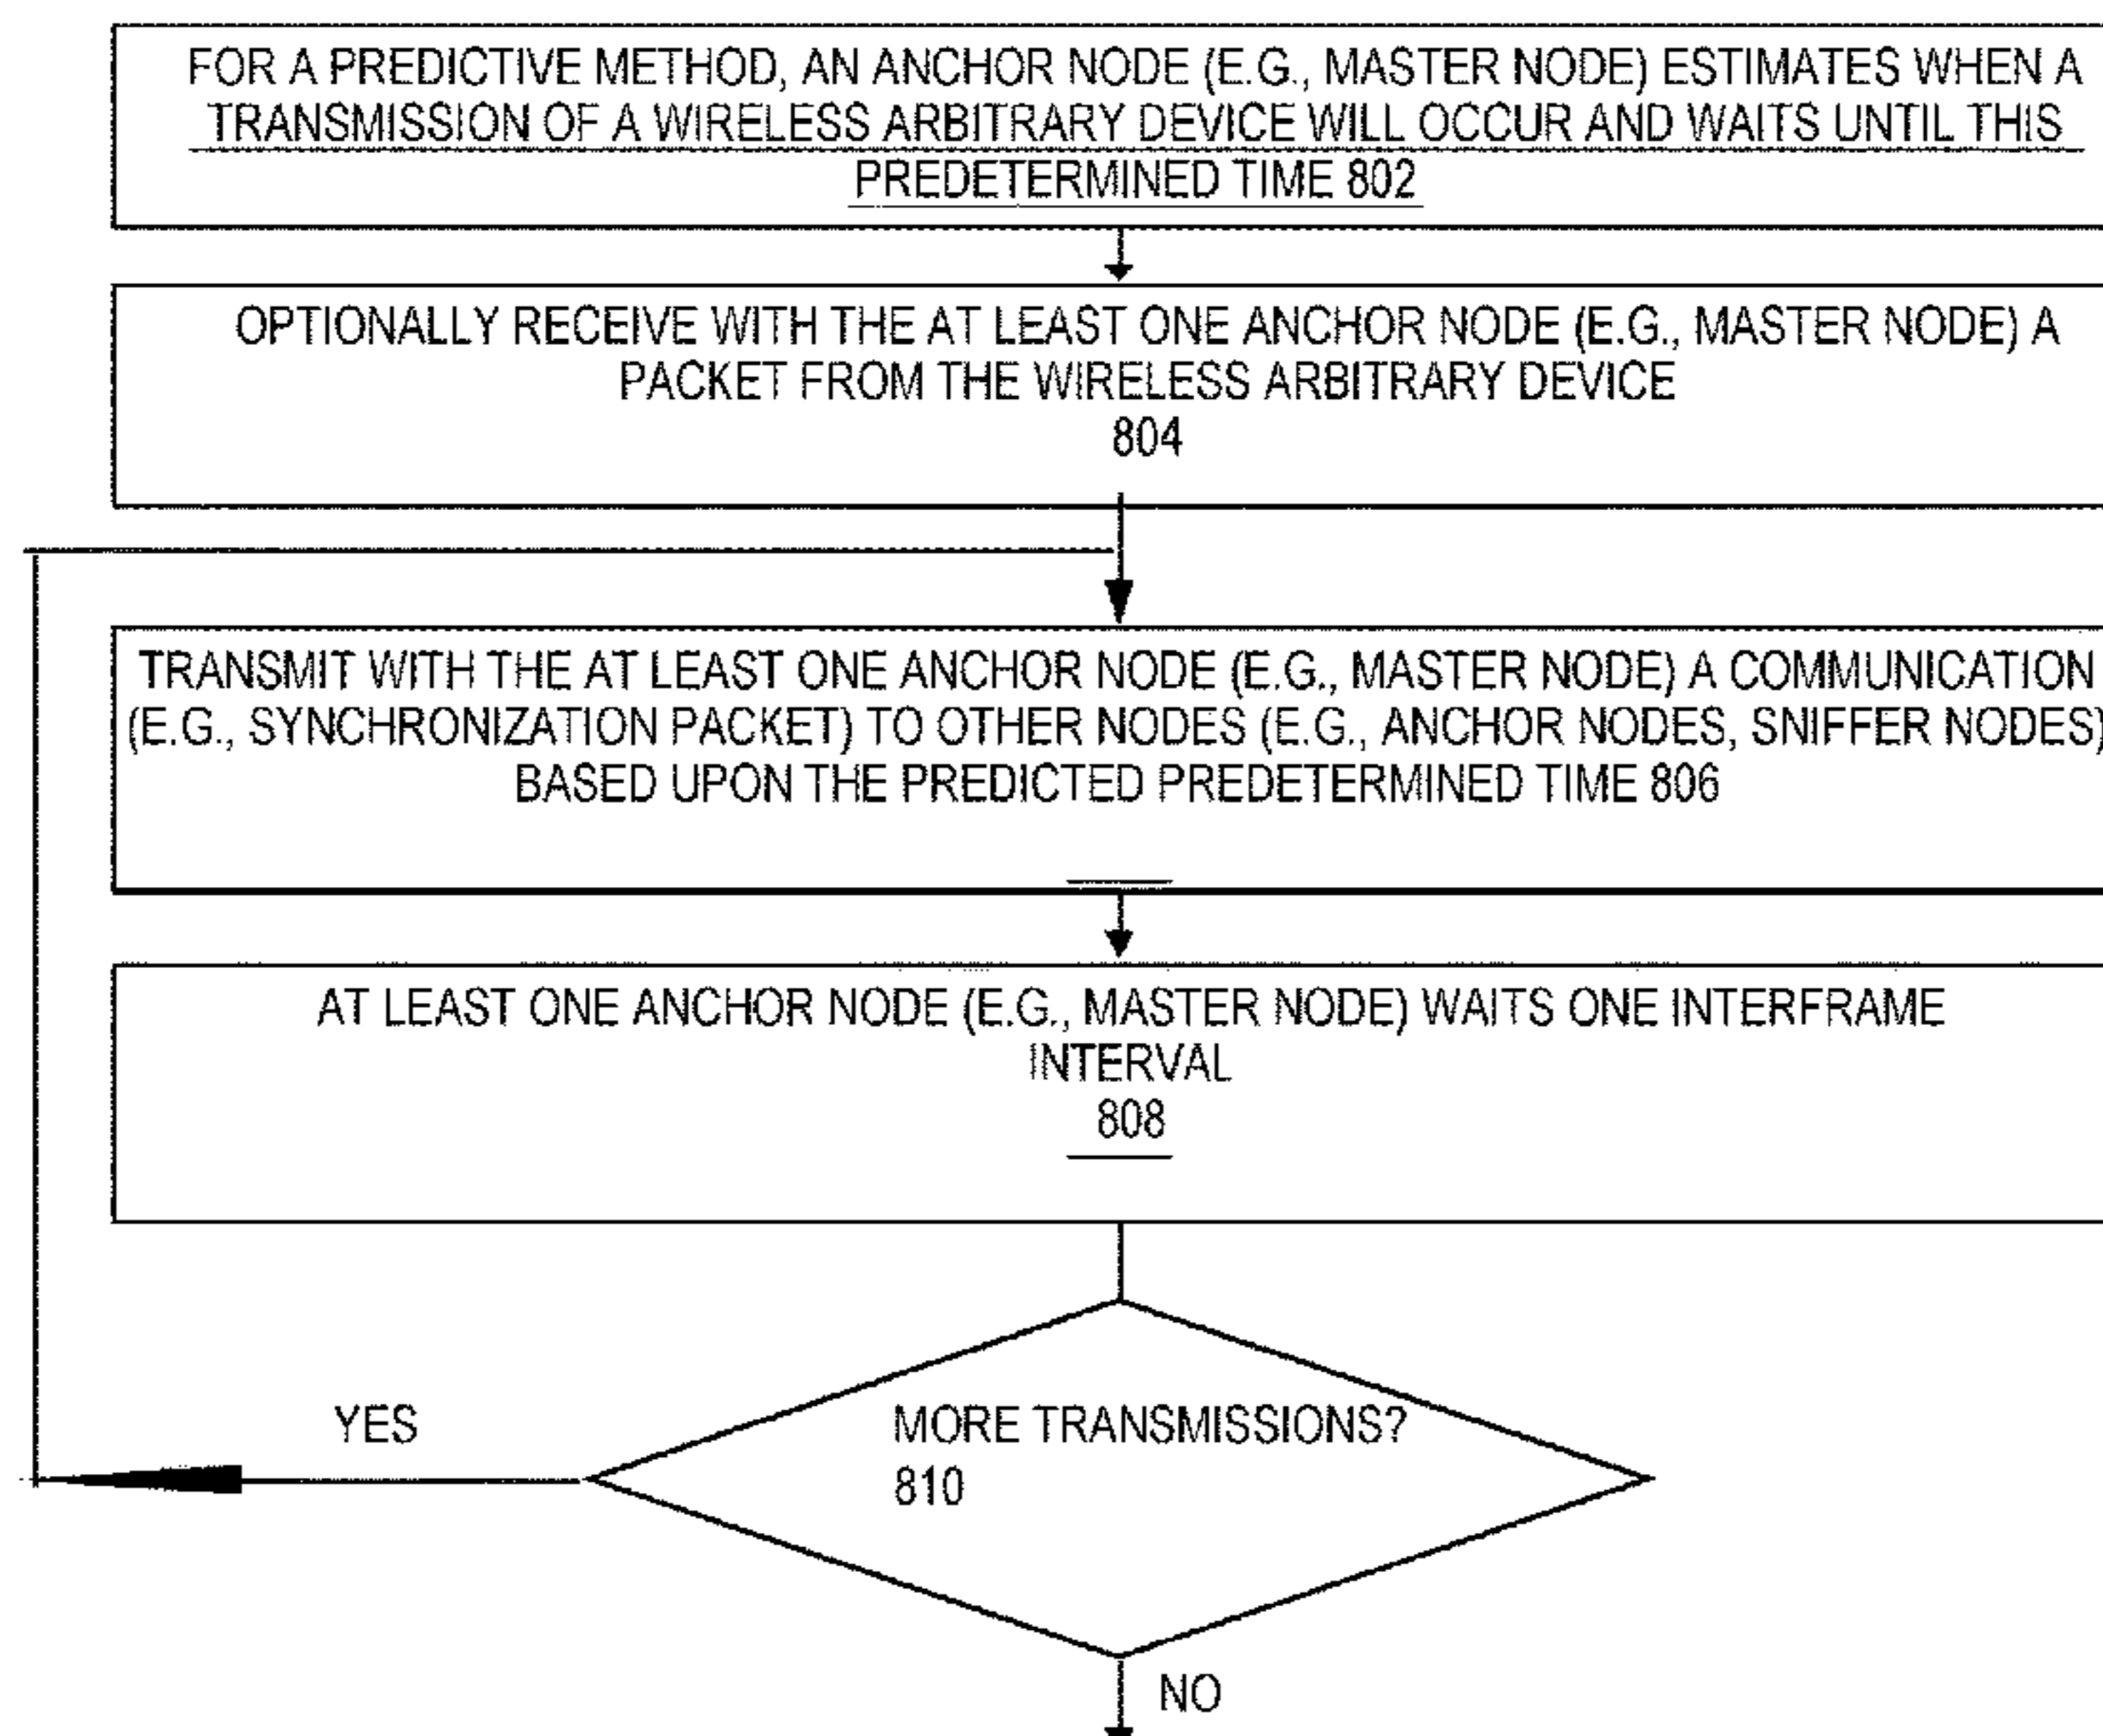 FOR A PREDICTIVE METHOD, AN ANCHOR NODE (E.G., MASTER NODE) ESTIMATES WHEN A
TRANSMISSION OF A WIRELESS ARBITRARY DEVICE WILL OCCUR AND WAITS UNTIL THIS
PREDETERMINED TIME 802
OPTIONALLY RECEIVE WITH THE AT LEAST ONE ANCHOR NODE (E.G., MASTER NODE) A
PACKET FROM THE WIRELESS ARBITRARY DEVICE
804
TRANSMIT WITH THE AT LEAST ONE ANCHOR NODE (E.G., MASTER NODE) A COMMUNICATION
(E.G., SYNCHRONIZATION PACKET) TO OTHER NODES (E.G., ANCHOR NODES, SNIFFER NODES)
BASED UPON THE PREDICTED PREDETERMINED TIME 806
AT LEAST ONE ANCHOR NODE (E.G., MASTER NODE) WAITS ONE INTERFRAME
INTERVAL
808
YES
MORE TRANSMISSIONS?
810
NO